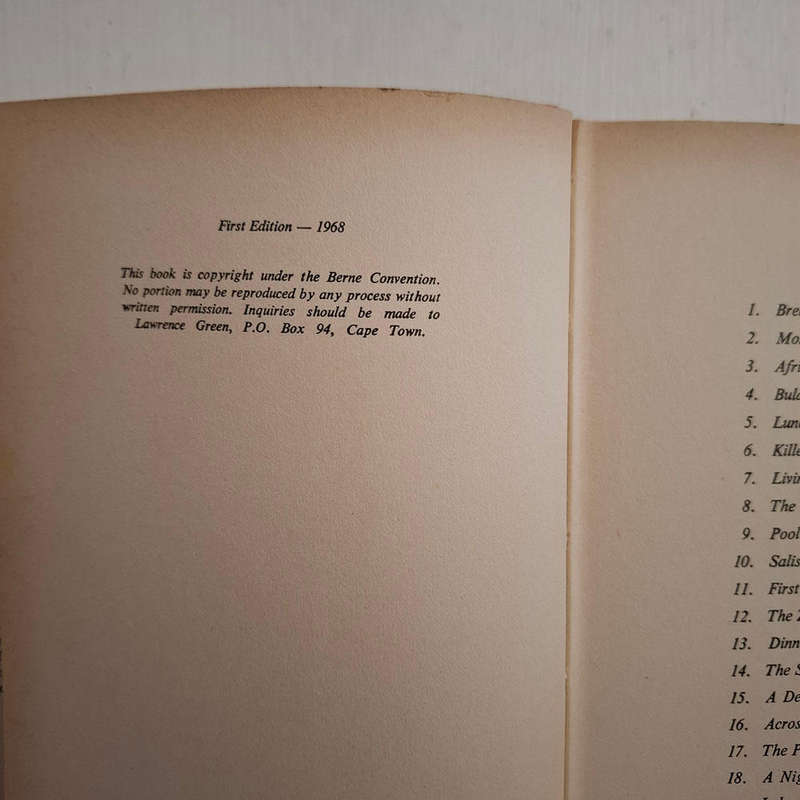 First Edition — 1968
This book is copyright under the Berne Convention.
No portion may be reproduced by any process without
written permission. Inquiries should be made to
Lawrence Green, P.O. Box 94, Cape Town.
1.
2.
3.
4.
5.
6.
7.
8. The
9.
10.
11. First
12. The
13.
14. The
15. A
16.
17. The
18. A